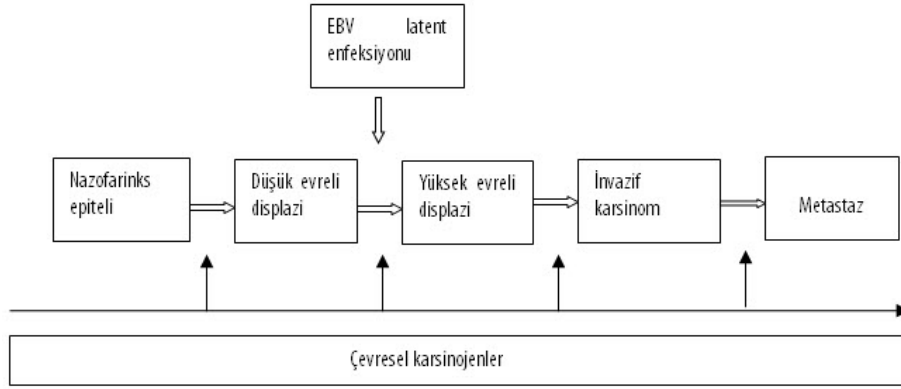 EBV latent
enfeksiyonu
Nazofarinks
epiteli
Düşük evreli
displazi
Yüksek evreli
displazi
İnvazif
karsinom
Metastaz
Çevresel karsinojenler